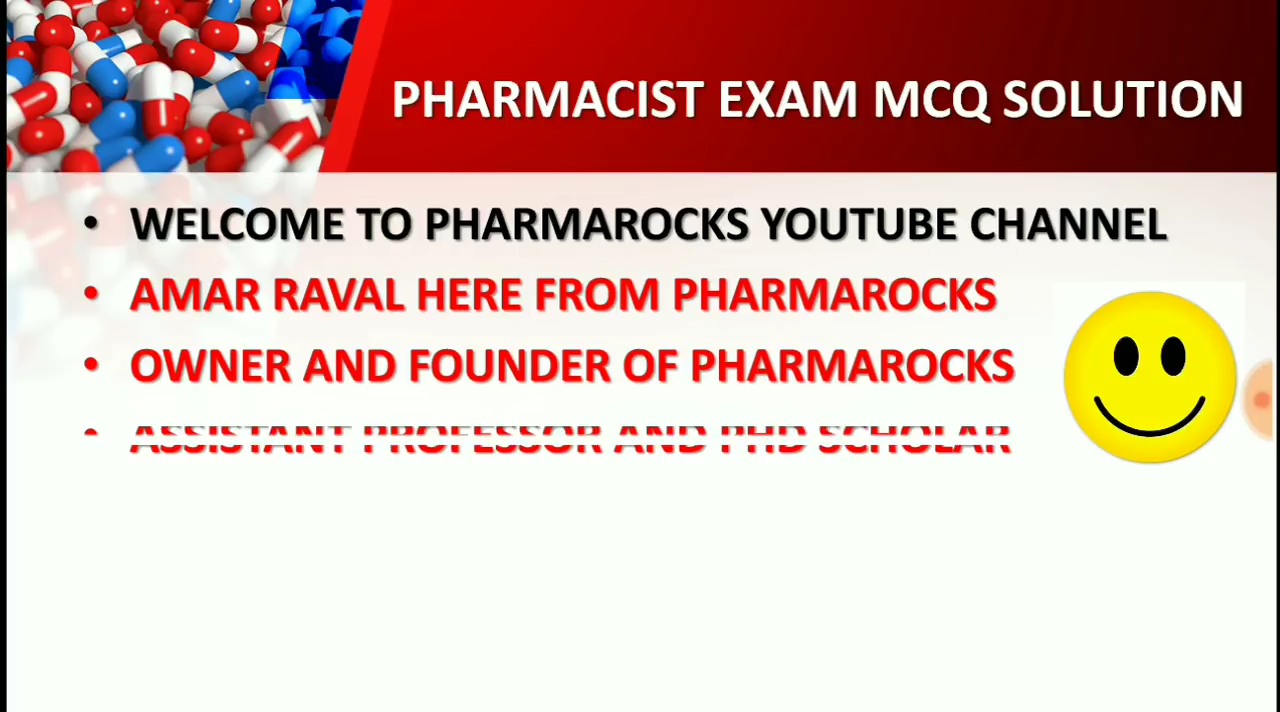 PHARMACIST EXAM MCQ SOLUTION
• WELCOME TO PHARMAROCKS YOUTUBE CHANNEL
• AMAR RAVAL HERE FROM PHARMAROCKS
• OWNER AND FOUNDER OF PHARMAROCKS
• ASSISTANT PROFESSOR AND PHD SCHOLAR